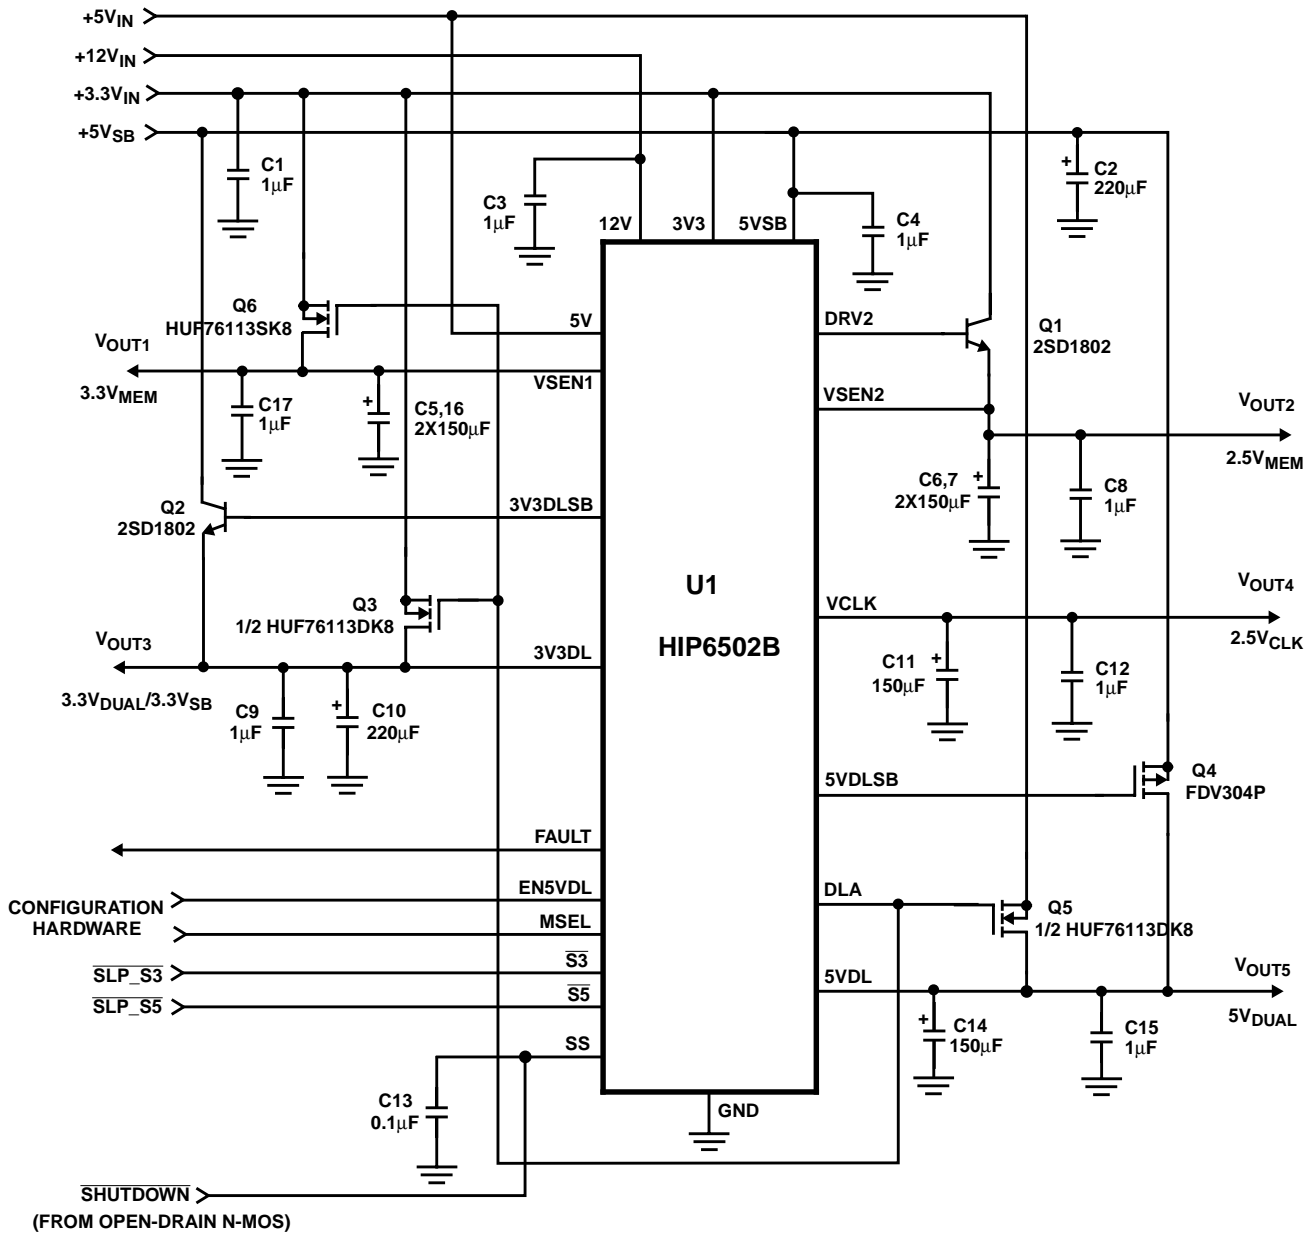 +5VIN
+12VIN
+3.3VIN
+5VSB
C1
1µF
C3
1µF
12V
3V3
5VSB
C4
1µF
C2
220µF
Q6
HUF76113SK8
5V
DRV2
Q1
2SD1802
VOUT1
3.3VMEM
VSEN1
VSEN2
C17
1µF
C5,16
2X150µF
VOUT2
2.5VMEM
C6,7
2X150µF
C8
1µF
Q2
2SD1802
3V3DLSB
U1
HIP6502B
Q3
1/2 HUF76113DK8
VCLK
VOUT4
2.5VCLK
VOUT3
3.3VDUAL/3.3VSB
3V3DL
C11
150µF
C12
1µF
C9
1µF
C10
220µF
5VDLSB
Q4
FDV304P
FAULT
EN5VDL
DLA
CONFIGURATION
HARDWARE
MSEL
Q5
1/2 HUF76113DK8
SLP_S3
S3
5VDL
VOUT5
5VDUAL
SLP_S5
S5
C14
150µF
C15
1µF
SS
C13
0.1µF
GND
SHUTDOWN
(FROM OPEN-DRAIN N-MOS)